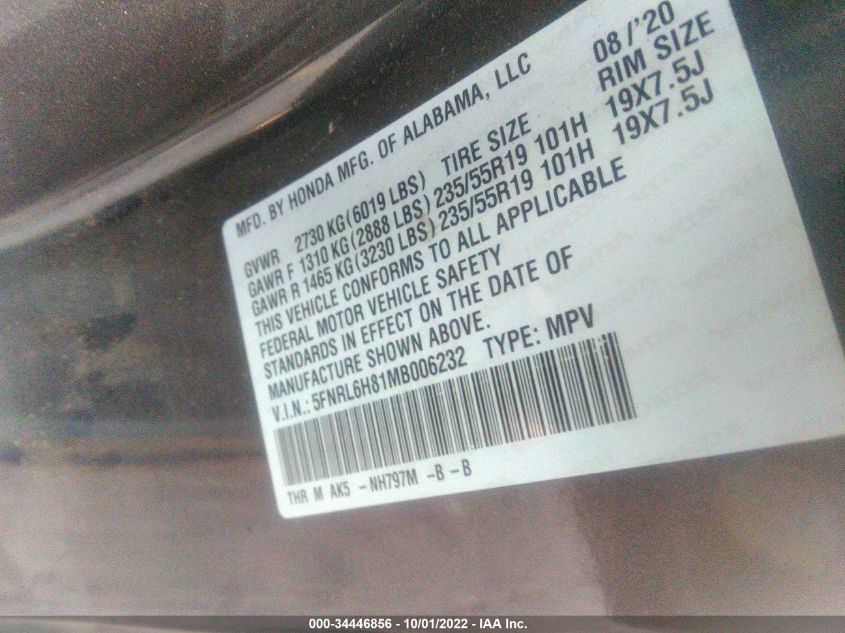 MFD. BY HONDA MFG. OF ALABAMA, LLC 08/'20
GVWR 2730 KG (6019 LBS) TIRE SIZE RIM SIZE
GAWR F 1310 KG (2888 LBS) 235/55R19 101H 19X7.5J
GAWR R 1465 KG (3230 LBS) 235/55R19 101H 19X7.5J
THIS VEHICLE CONFORMS TO ALL APPLICABLE
FEDERAL MOTOR VEHICLE SAFETY
STANDARDS IN EFFECT ON THE DATE OF
MANUFACTURE SHOWN ABOVE.
V.I.N.: 5FNRL6H81MB006232 TYPE: MPV
THR M AK5 -NH797M -B -B
000-34446856 - 10/01/2022 - IAA Inc.